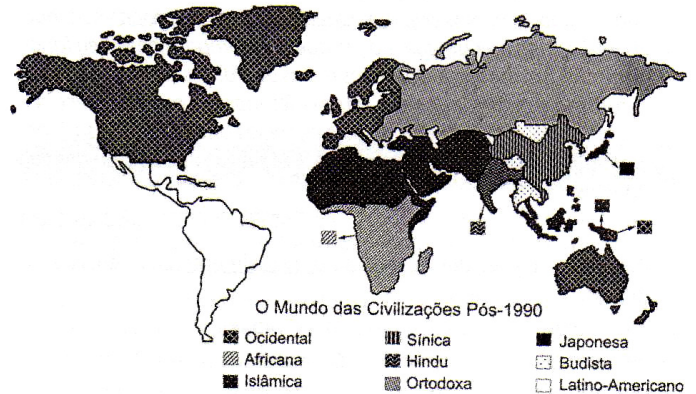 O Mundo das Civilizações Pós-1990
Ocidental
Africana
Islâmica
Sínica
Hindu
Ortodoxa
Japonesa
Budista
Latino-Americano